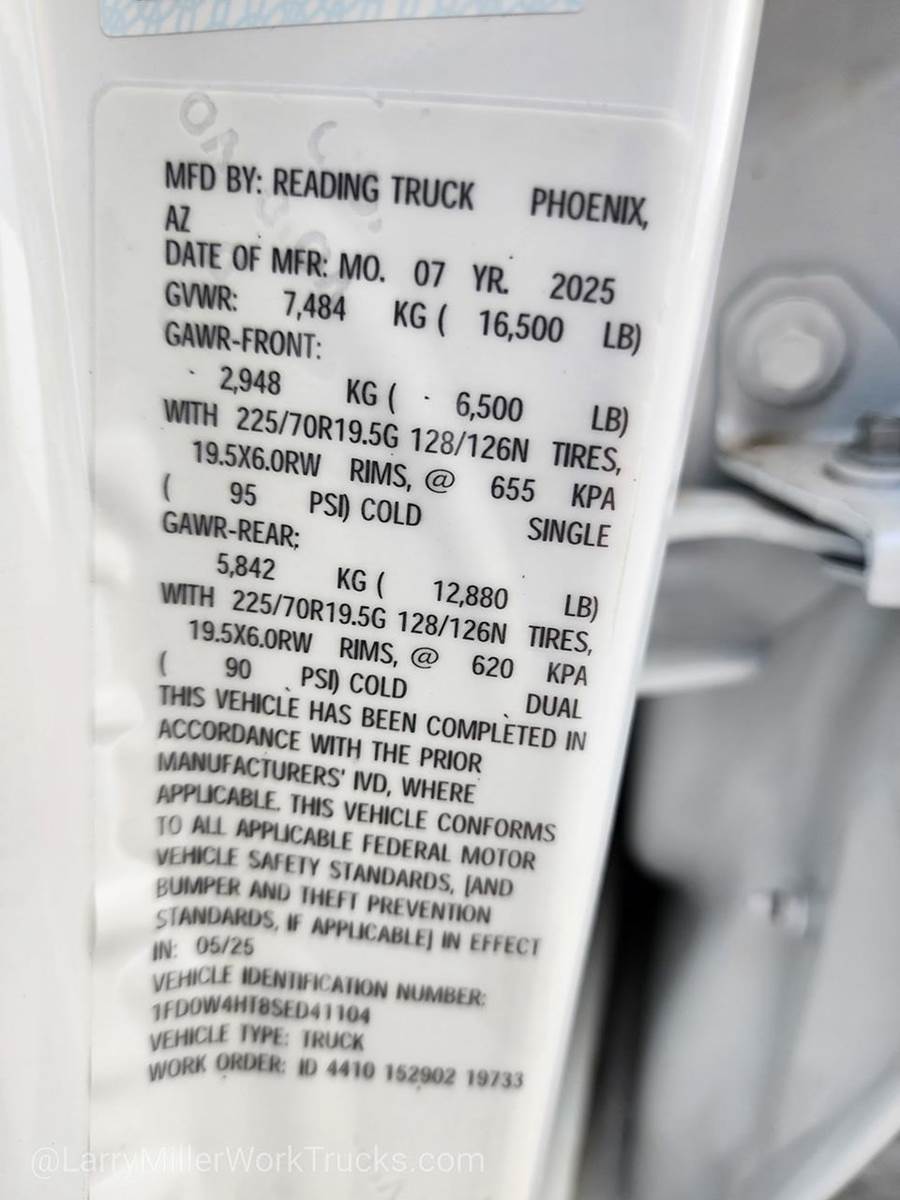 MFD BY: READING TRUCK PHOENIX,
AZ
DATE OF MFR: MO. 07 YR. 2025
GVWR: 7,484 KG ( 16,500 LB)
GAWR-FRONT:
2,948 KG ( 6,500 LB)
WITH 225/70R19.5G 128/126N TIRES,
19.5X6.0RW RIMS, @ 655 KPA
( 95 PSI) COLD SINGLE
GAWR-REAR:
5,842 KG ( 12,880 LB)
WITH 225/70R19.5G 128/126N TIRES,
19.5X6.0RW RIMS, @ 620 KPA
( 90 PSI) COLD DUAL
THIS VEHICLE HAS BEEN COMPLETED IN
ACCORDANCE WITH THE PRIOR
MANUFACTURERS' IVD, WHERE
APPLICABLE. THIS VEHICLE CONFORMS
TO ALL APPLICABLE FEDERAL MOTOR
VEHICLE SAFETY STANDARDS, [AND
BUMPER AND THEFT PREVENTION
STANDARDS, IF APPLICABLE] IN EFFECT
IN: 05/25
VEHICLE IDENTIFICATION NUMBER:
1FD0W4HT8SED41104
VEHICLE TYPE: TRUCK
WORK ORDER: ID 4410 152902 19733
@LarryMillerWorkTrucks.com